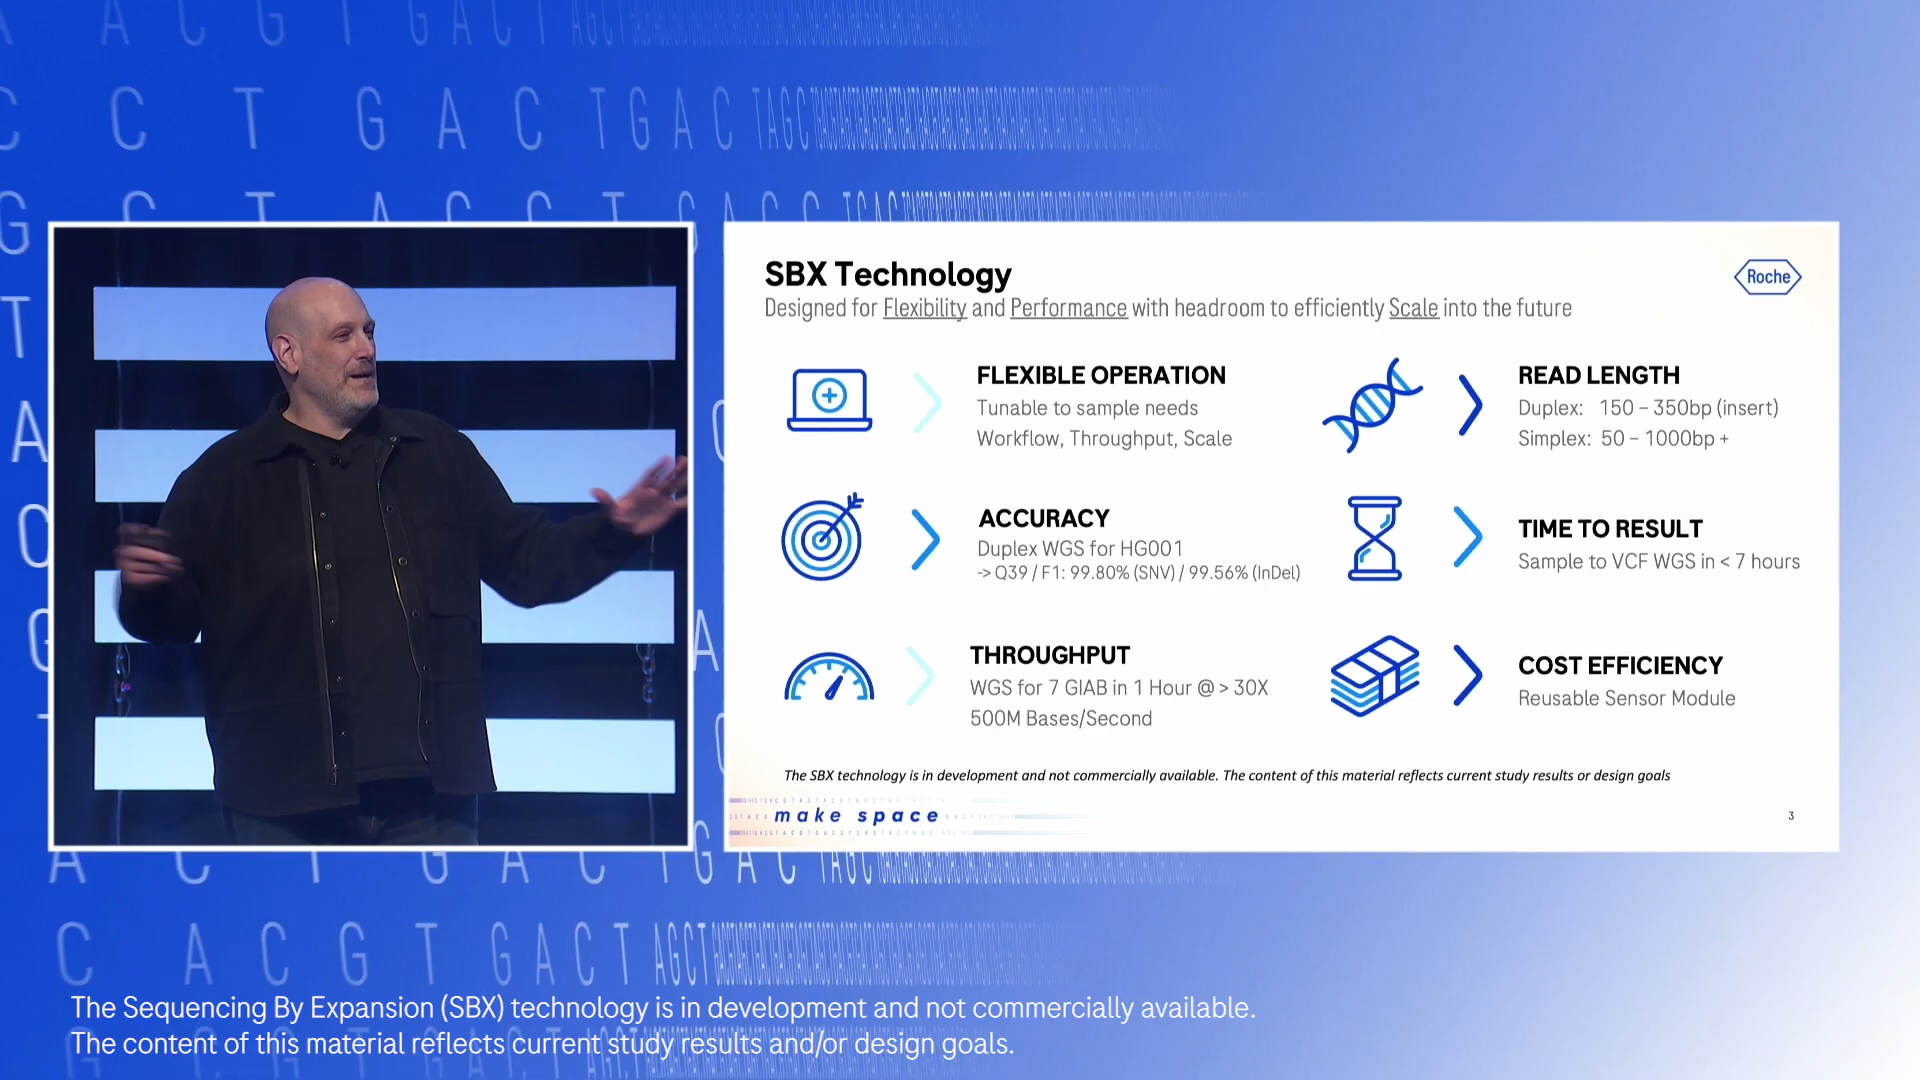 A C G T G A C T A G C T
C C T G A C T G A C T A G C
G C T A G C T G A G C T G A C
SBX Technology
Roche
Designed for Flexibility and Performance with headroom to efficiently Scale into the future
FLEXIBLE OPERATION
Tunable to sample needs
Workflow, Throughput, Scale
READ LENGTH
Duplex: 150 – 350bp (insert)
Simplex: 50 – 1000bp +
ACCURACY
Duplex WGS for HG001
-> Q39 / F1: 99.80% (SNV) / 99.56% (InDel)
TIME TO RESULT
Sample to VCF WGS in < 7 hours
THROUGHPUT
WGS for 7 GIAB in 1 Hour @ > 30X
500M Bases/Second
COST EFFICIENCY
Reusable Sensor Module
The SBX technology is in development and not commercially available. The content of this material reflects current study results or design goals
make space
3
A C T G A C T G A C T A G C
C A C G T G A C T A G C T
The Sequencing By Expansion (SBX) technology is in development and not commercially available.
The content of this material reflects current study results and/or design goals.